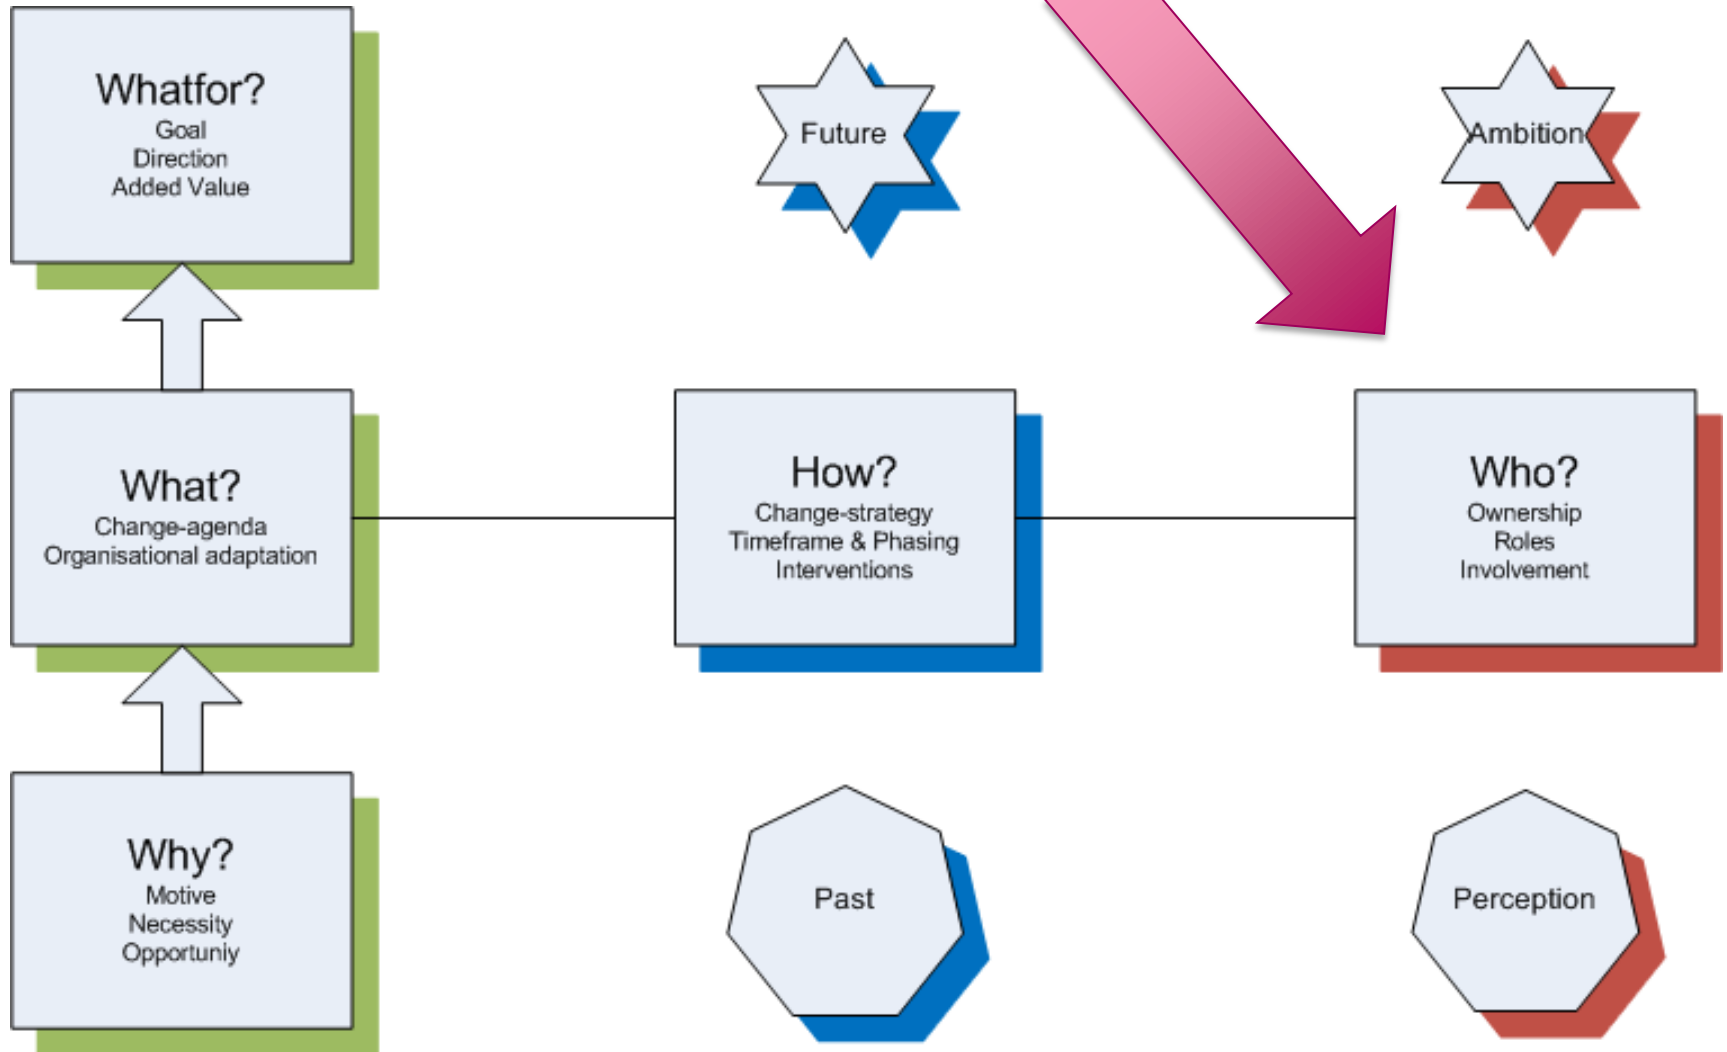 Whatfor?
Goal
Direction
Added Value
Future
Ambition
What?
Change-agenda
Organisational adaptation
How?
Change-strategy
Timeframe & Phasing
Interventions
Who?
Ownership
Roles
Involvement
Why?
Motive
Necessity
Opportuniy
Past
Perception